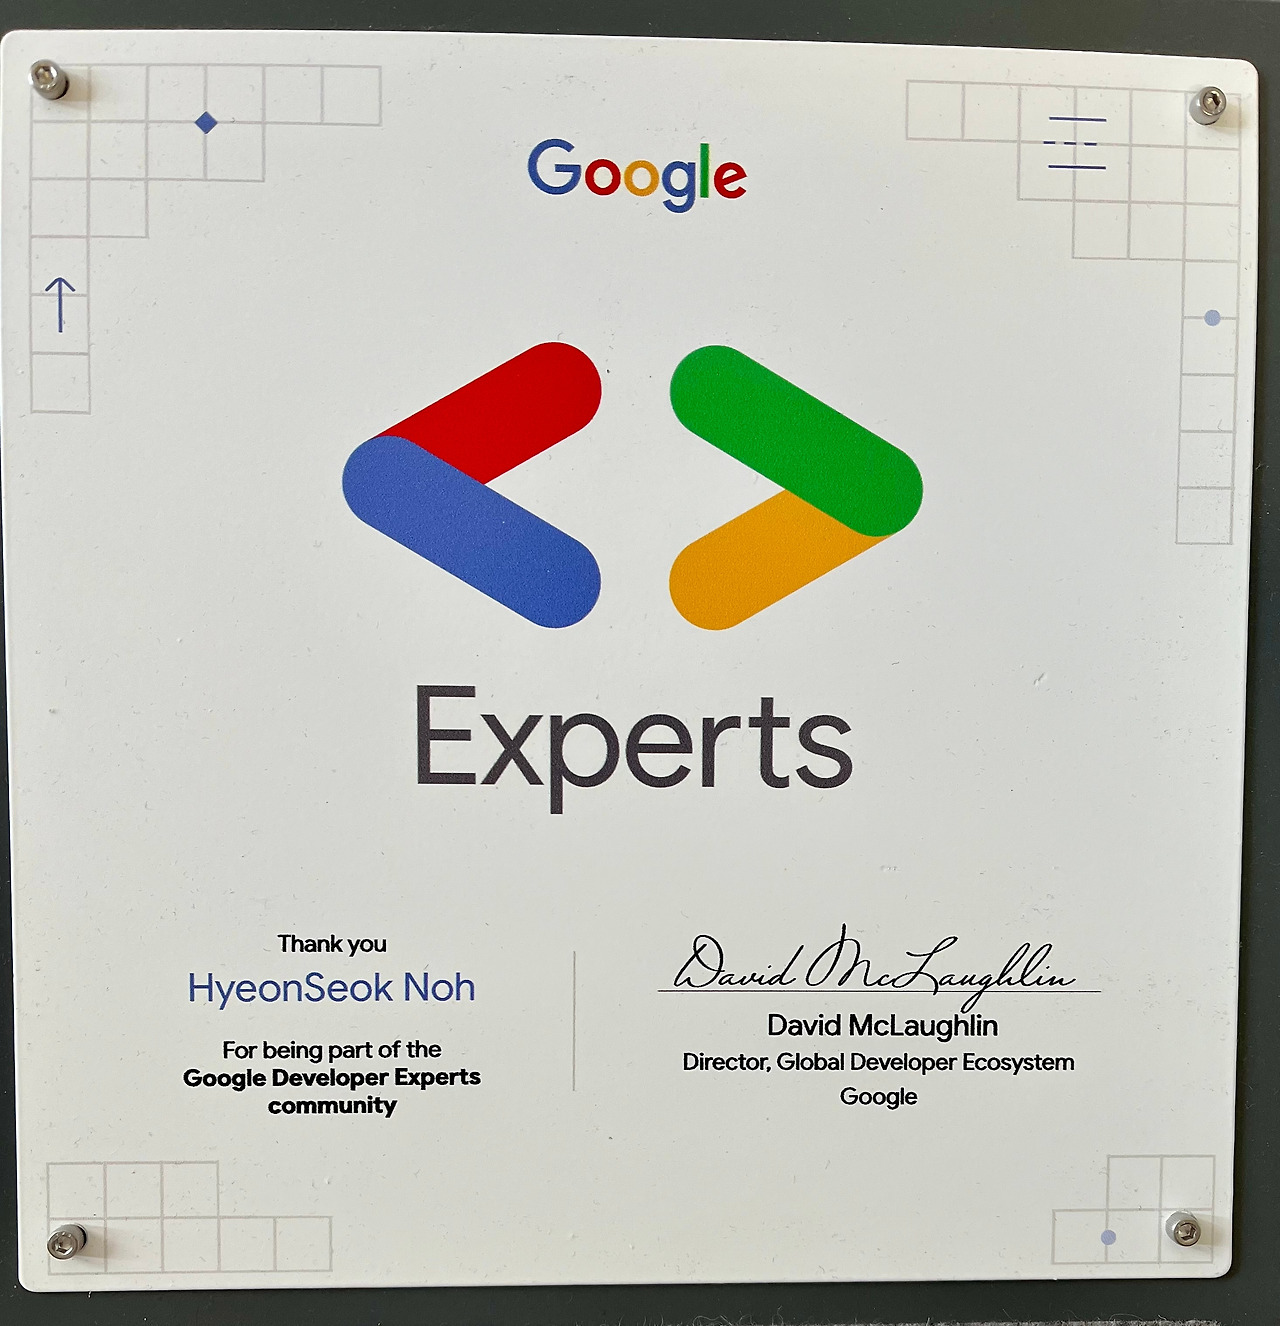 Google
Experts
Thank you
HyeonSeok Noh
For being part of the
Google Developer Experts
community
David McLaughlin
David McLaughlin
Director, Global Developer Ecosystem
Google